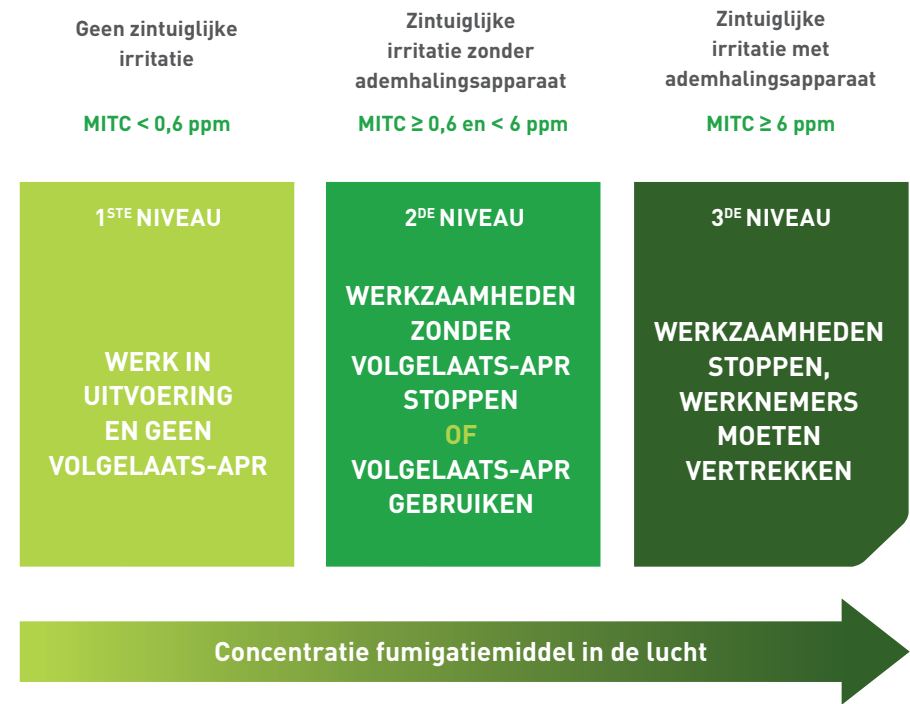 Geen zintuiglijke
irritatie
MITC < 0,6 ppm
Zintuiglijke
irritatie zonder
ademhalingsapparaat
MITC ≥ 0,6 en < 6 ppm
Zintuiglijke
irritatie met
ademhalingsapparaat
MITC ≥ 6 ppm
1STE NIVEAU
WERK IN
UITVOERING
EN GEEN
VOLGELAATS-APR
2DE NIVEAU
WERKZAAMHEDEN
ZONDER
VOLGELAATS-APR
STOPPEN
OF
VOLGELAATS-APR
GEBRUIKEN
3DE NIVEAU
WERKZAAMHEDEN
STOPPEN,
WERKNEMERS
MOETEN
VERTREKKEN
Concentratie fumigatiemiddel in de lucht